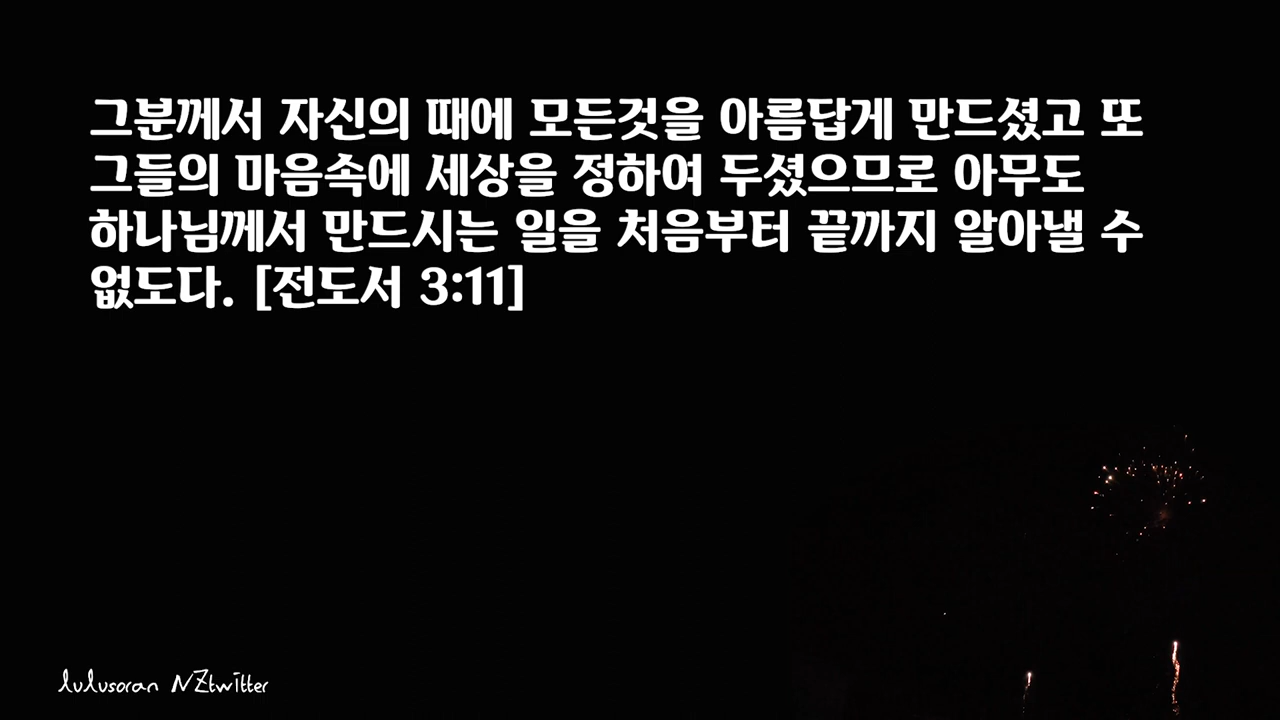 그분께서 자신의 때에 모든것을 아름답게 만드셨고 또
그들의 마음속에 세상을 정하여 두셨으므로 아무도
하나님께서 만드시는 일을 처음부터 끝까지 알아낼 수
없도다. [전도서 3:11]
lulusoran NZtwitter